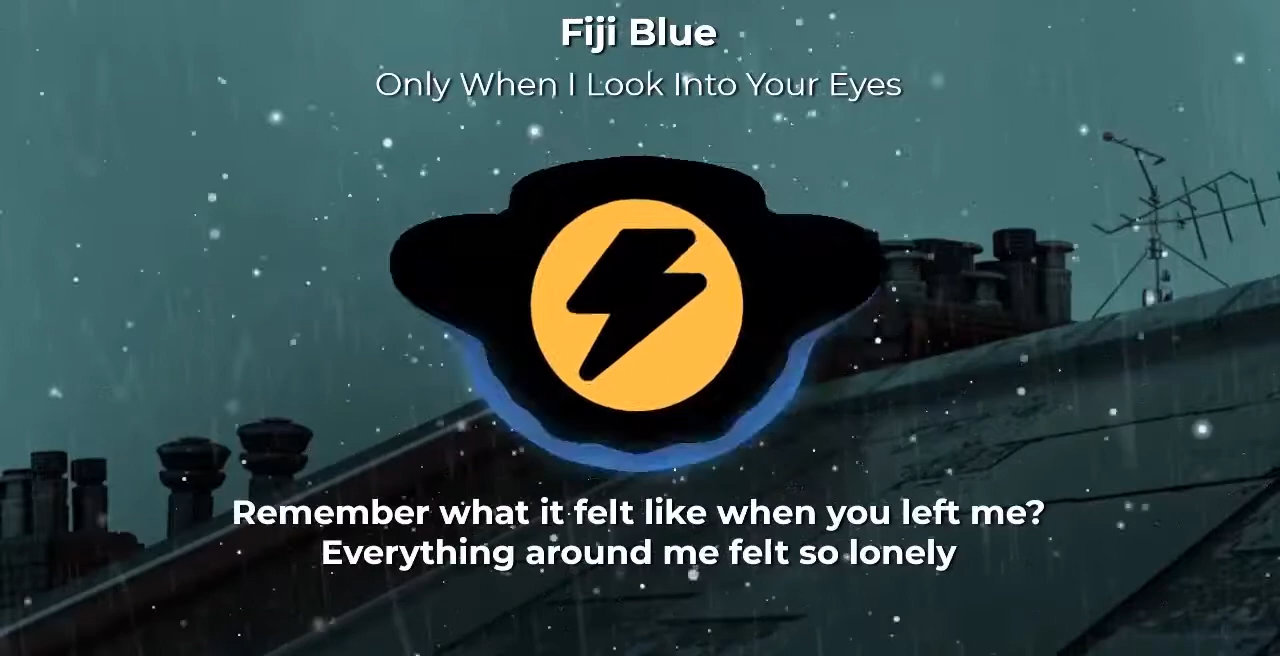 Fiji Blue
Only When I Look Into Your Eyes
Remember what it felt like when you left me?
Everything around me felt so lonely